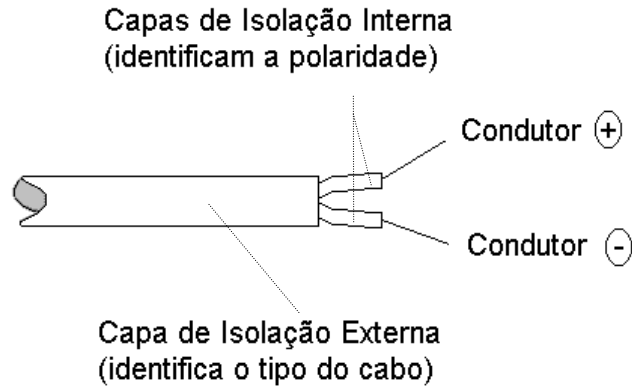 Capas de Isolação Interna
(identificam a polaridade)
Condutor +
Condutor -
Capa de Isolação Externa
(identifica o tipo do cabo)